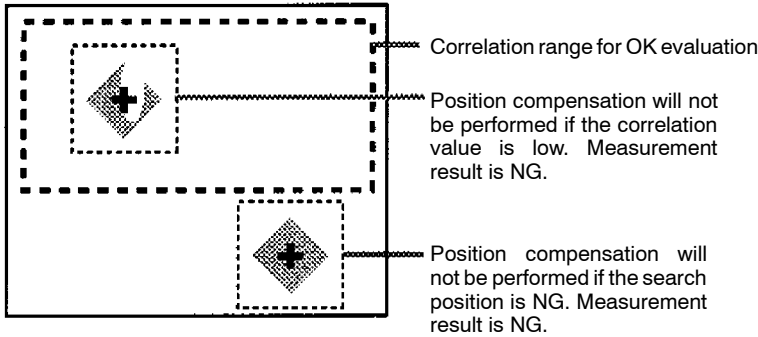 Correlation range for OK evaluation
Position compensation will not
be performed if the correlation
value is low. Measurement
result is NG.
Position compensation will
not be performed if the search
position is NG. Measurement
result is NG.